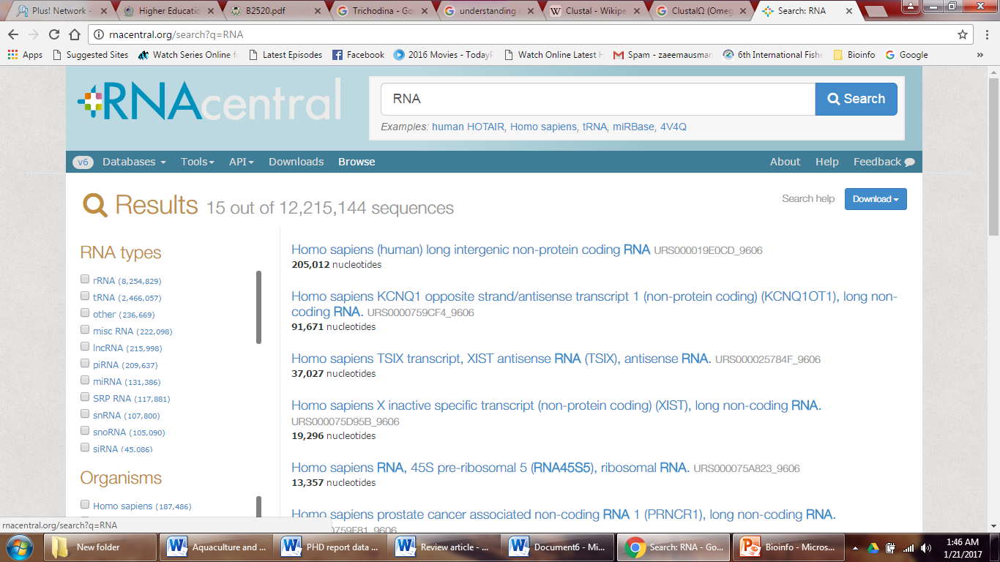 Plus! Network -
Higher Educatio
B2520.pdf
Trichodina - Goo
understanding c
Clustal - Wikipe
ClustalΩ (Omeg
Search: RNA
rnacentral.org/search?q=RNA
Apps
Suggested Sites
Watch Series Online f
Latest Episodes
Facebook
2016 Movies - TodayP
Watch Online Latest H
Spam - zaeemausman
6th International Fishe
Bioinfo
Google
»
RNAcentral
RNA
Search
Examples: human HOTAIR, Homo sapiens, tRNA, miRBase, 4V4Q
v6 Databases Tools API Downloads Browse About Help Feedback
Results 15 out of 12,215,144 sequences
Search help
Download
RNA types
rRNA (8,254,829)
tRNA (2,466,057)
other (236,669)
misc RNA (222,098)
lncRNA (215,998)
piRNA (209,637)
miRNA (131,386)
SRP RNA (117,881)
snRNA (107,800)
snoRNA (105,090)
siRNA (45,086)
Organisms
Homo sapiens (187,486)
Homo sapiens (human) long intergenic non-protein coding RNA URS000019E0CD_9606
205,012 nucleotides
Homo sapiens KCNQ1 opposite strand/antisense transcript 1 (non-protein coding) (KCNQ1OT1), long non-
coding RNA. URS0000759CF4_9606
91,671 nucleotides
Homo sapiens TSIX transcript, XIST antisense RNA (TSIX), antisense RNA. URS000025784F_9606
37,027 nucleotides
Homo sapiens X inactive specific transcript (non-protein coding) (XIST), long non-coding RNA.
URS000075D95B_9606
19,296 nucleotides
Homo sapiens RNA, 45S pre-ribosomal 5 (RNA45S5), ribosomal RNA. URS000075A823_9606
13,357 nucleotides
Homo sapiens prostate cancer associated non-coding RNA 1 (PRNCR1), long non-coding RNA.
rnacentral.org/search?q=RNA
New folder
Aquaculture and ...
PHD report data ...
Review article - ...
Document6 - Mi...
Search: RNA - Go...
Bioinfo - Micros...
1:46 AM
1/21/2017